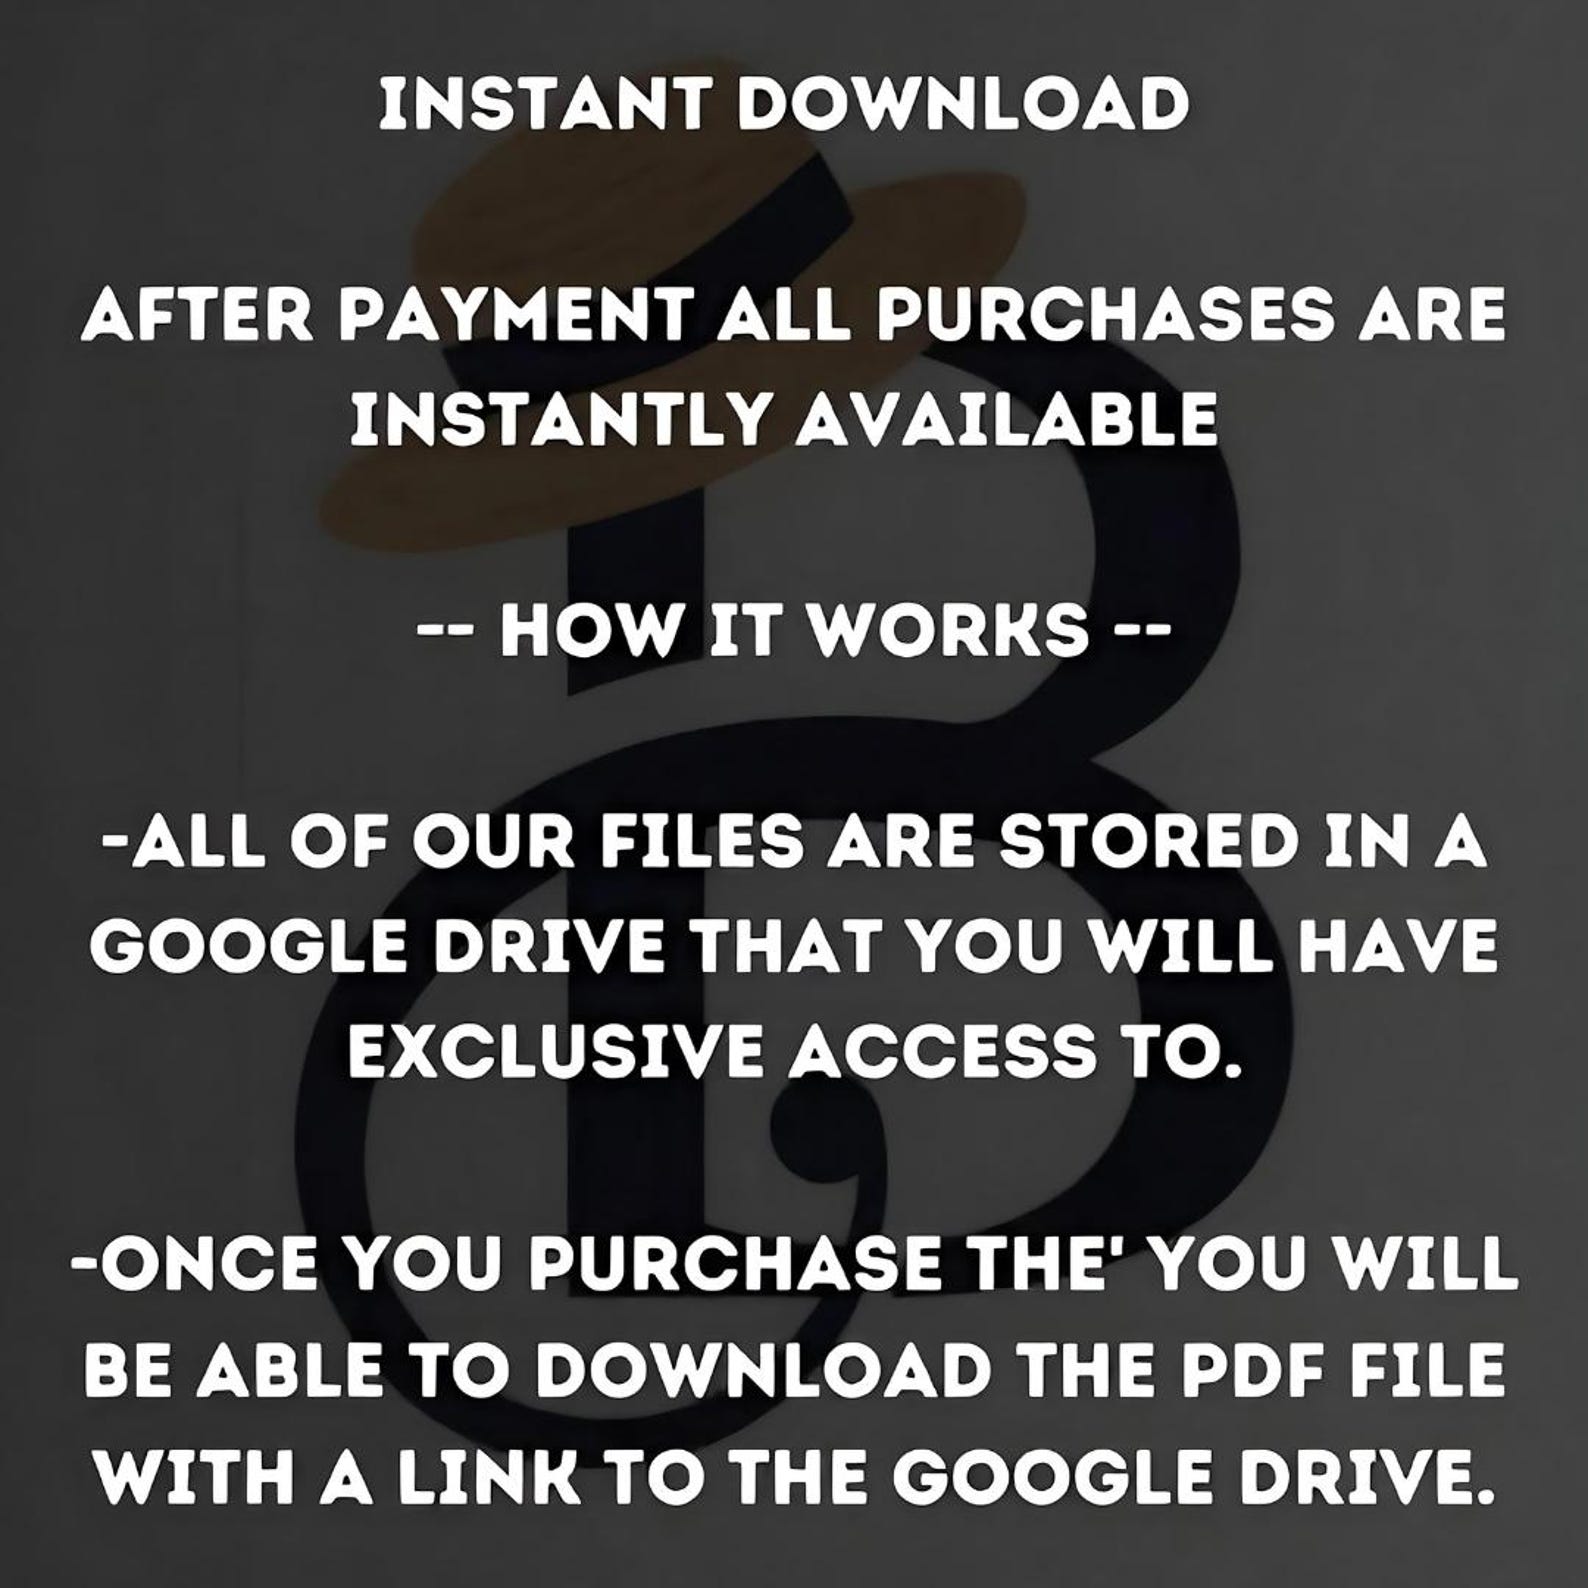 INSTANT DOWNLOAD
AFTER PAYMENT ALL PURCHASES ARE
INSTANTLY AVAILABLE
-- HOW IT WORKS --
-ALL OF OUR FILES ARE STORED IN A
GOOGLE DRIVE THAT YOU WILL HAVE
EXCLUSIVE ACCESS TO.
-ONCE YOU PURCHASE THE' YOU WILL
BE ABLE TO DOWNLOAD THE PDF FILE
WITH A LINK TO THE GOOGLE DRIVE.